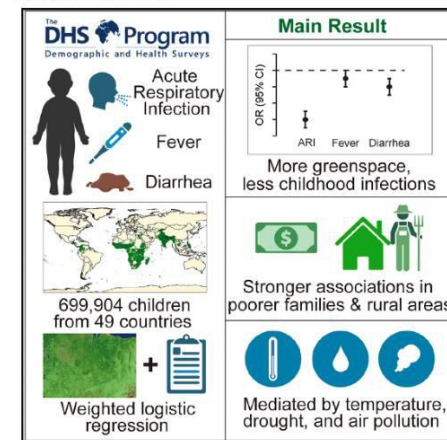 The
DHS Program
Demographic and Health Surveys
Acute
Respiratory
Infection
Fever
Diarrhea
699,904 children
from 49 countries
+
Weighted logistic
regression
Main Result
OR (95% CI)
ARI Fever Diarrhea
More greenspace,
less childhood infections
$
Stronger associations in
poorer families & rural areas
Mediated by temperature,
drought, and air pollution